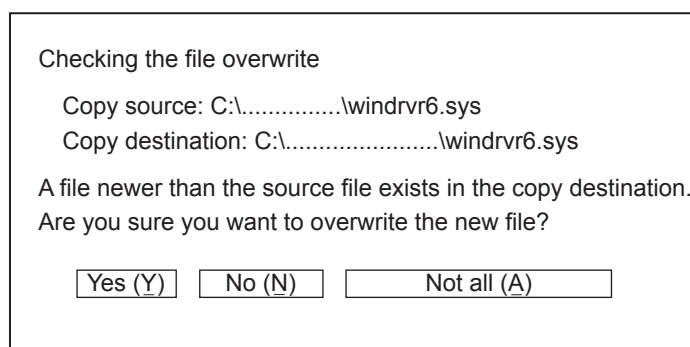 Checking the file overwrite
Copy source: C:\...............\windrvr6.sys
Copy destination: C:\.......................\windrvr6.sys
A file newer than the source file exists in the copy destination.
Are you sure you want to overwrite the new file?
Yes (Y) No (N) Not all (A)